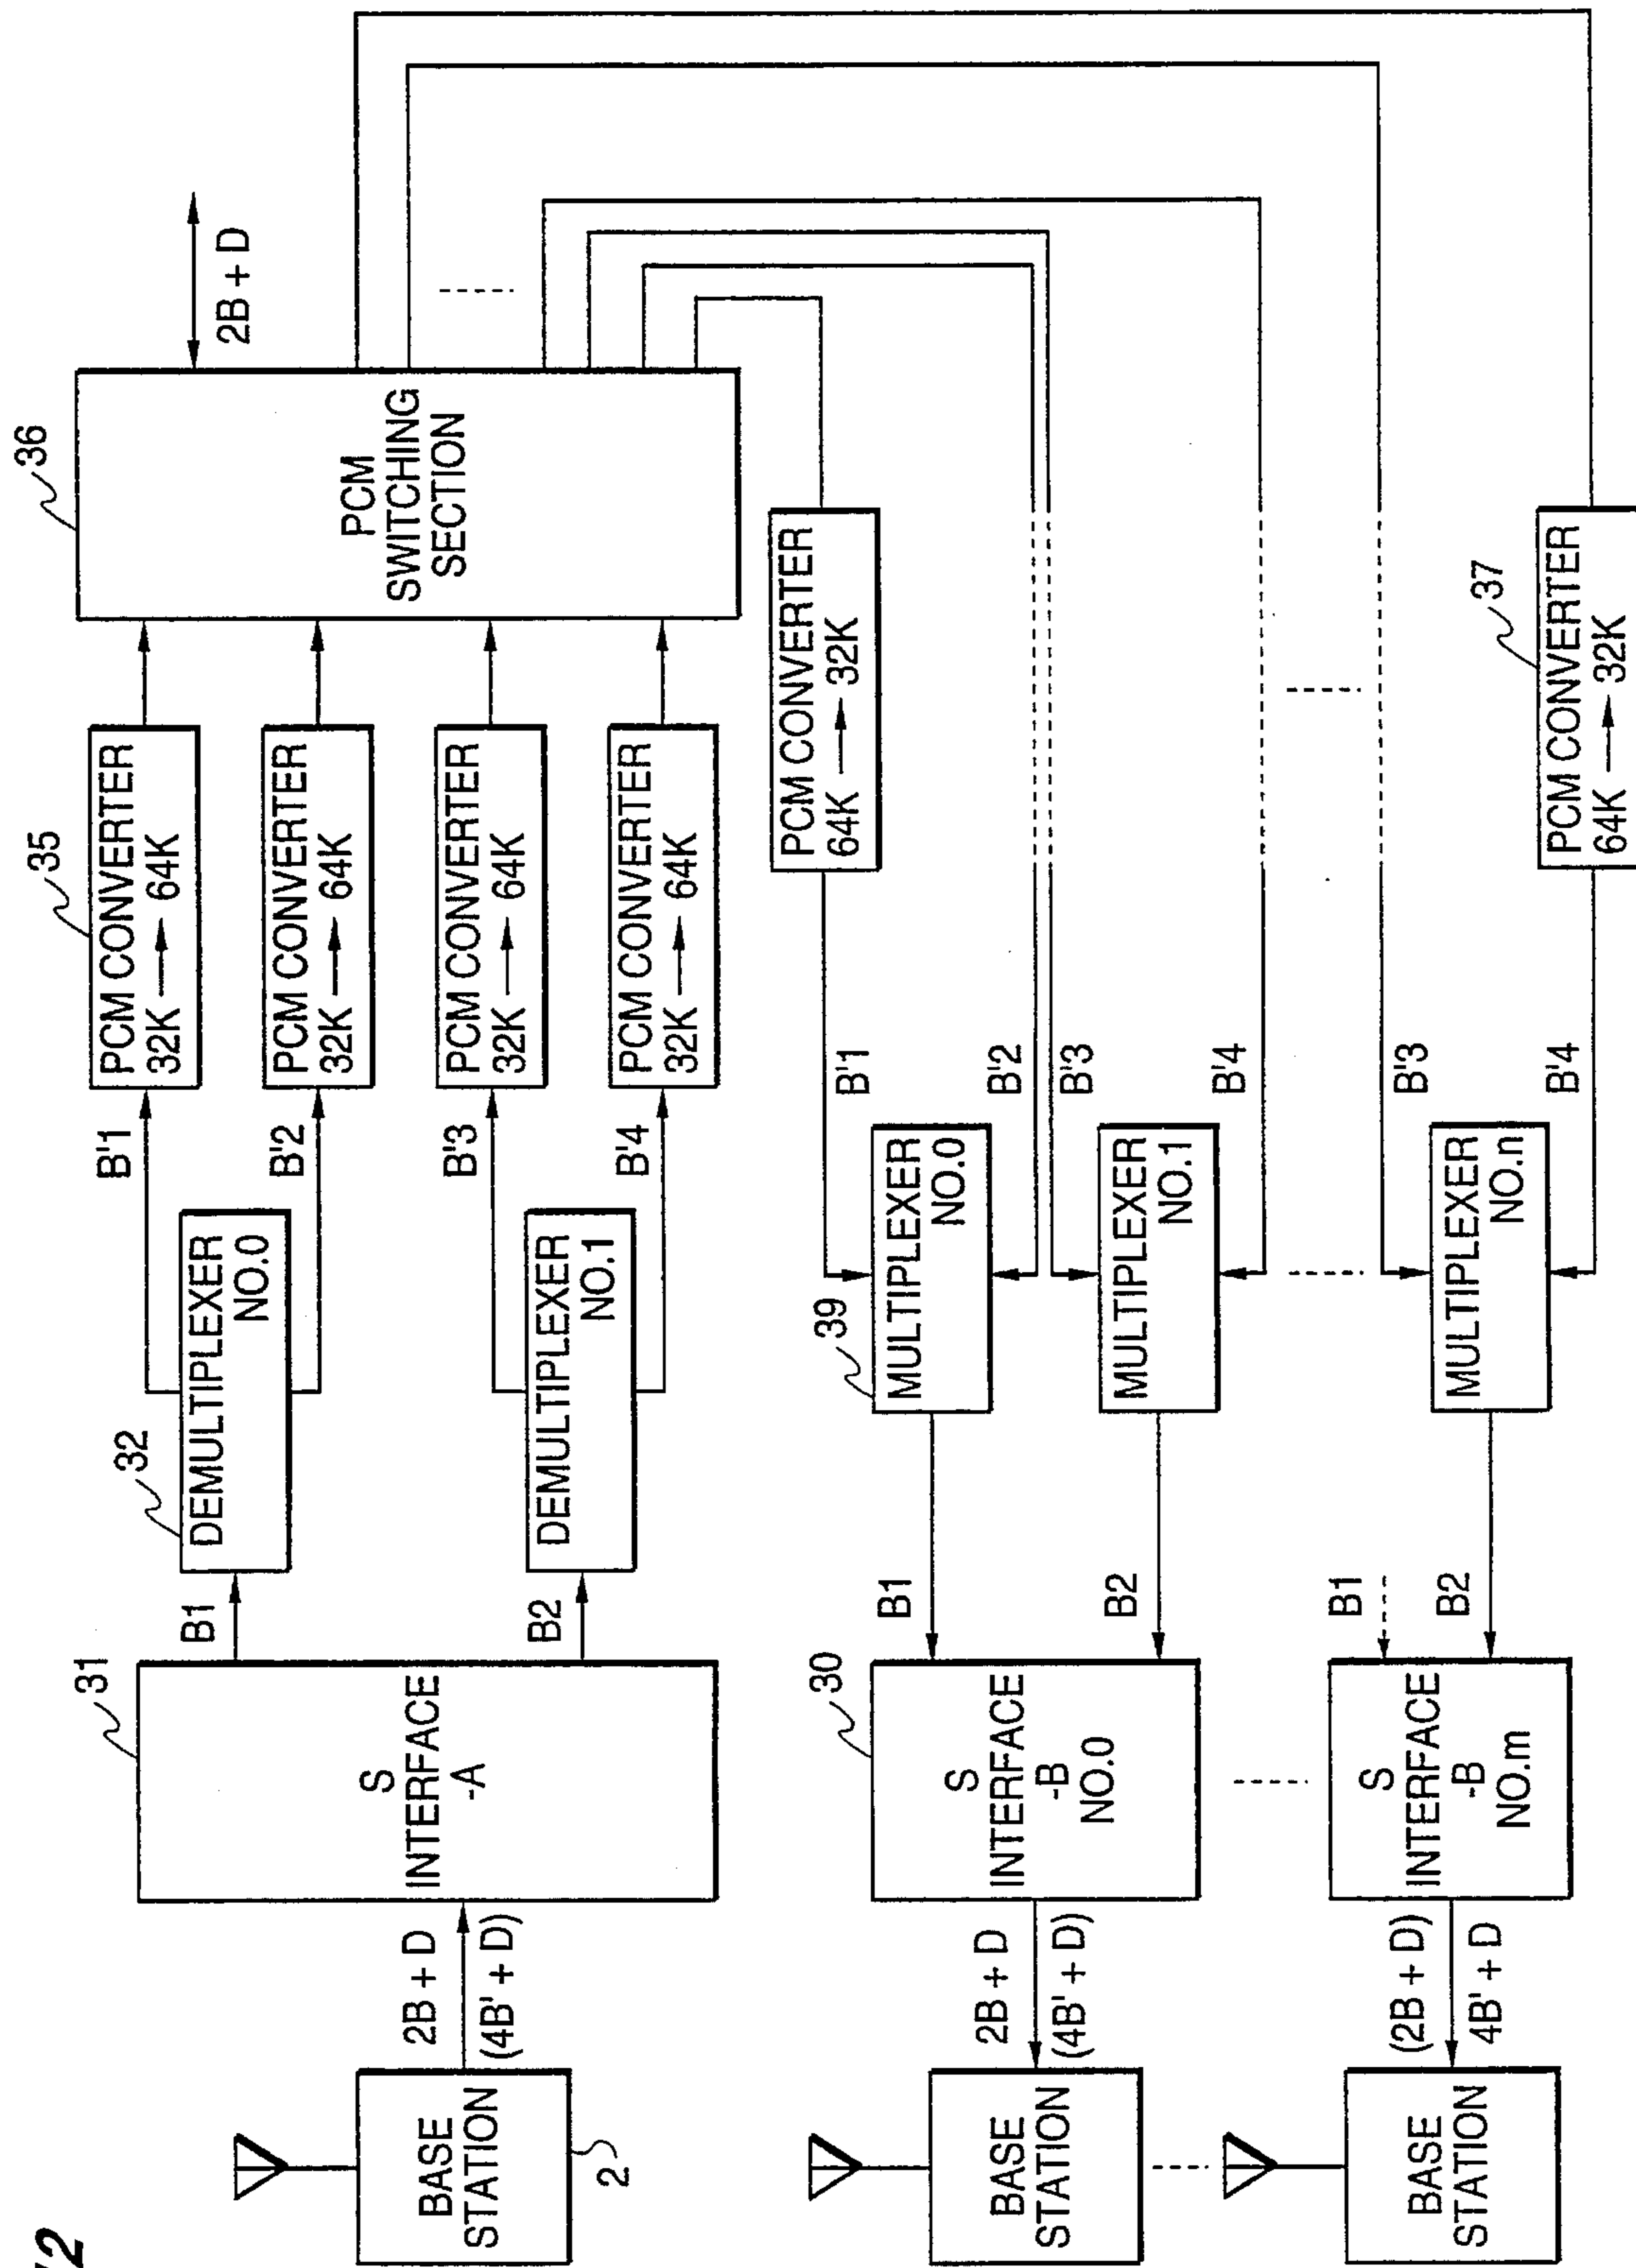 2
BASE
STATION
2
2B + D
(4B' + D)
31
S
INTERFACE
-A
B1
B2
32
DEMULTIPLEXER
NO.0
DEMULTIPLEXER
NO.1
B'1
B'2
B'3
B'4
35
PCM CONVERTER
32K → 64K
PCM CONVERTER
32K → 64K
PCM CONVERTER
32K → 64K
PCM CONVERTER
32K → 64K
36
PCM
SWITCHING
SECTION
2B + D
BASE
STATION
2B + D
(4B' + D)
30
S
INTERFACE
-B
NO.0
B1
B2
39
MULTIPLEXER
NO.0
MULTIPLEXER
NO.1
B'1
B'2
B'3
B'4
PCM CONVERTER
64K → 32K
BASE
STATION
(2B + D)
4B' + D
S
INTERFACE
-B
NO.m
B1
B2
MULTIPLEXER
NO.n
B'3
B'4
37
PCM CONVERTER
64K → 32K